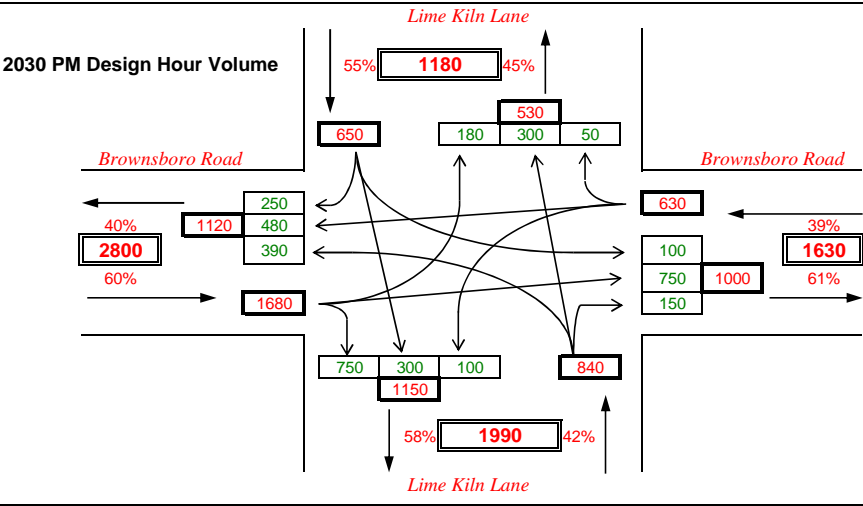 Lime Kiln Lane
2030 PM Design Hour Volume
55% 1180 45%
530
650 180 300 50
Brownsboro Road Brownsboro Road
250 630
40% 1120 480 39%
2800 390 100 1630
60% 750 1000 61%
1680 150
750 300 100 840
1150
58% 1990 42%
Lime Kiln Lane